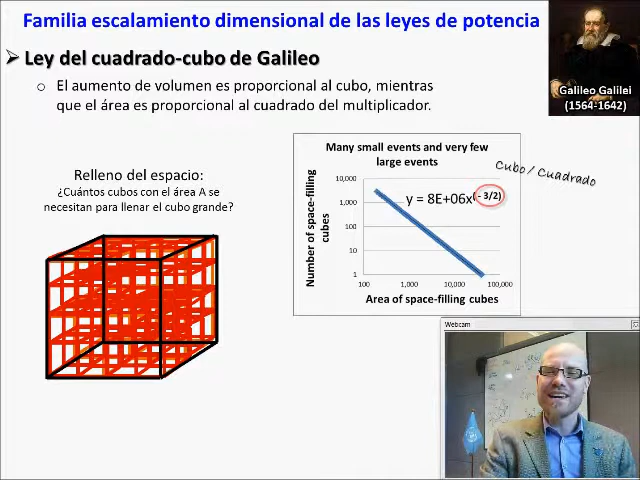 Familia escalamiento dimensional de las leyes de potencia
Ley del cuadrado-cubo de Galileo
o El aumento de volumen es proporcional al cubo, mientras
que el área es proporcional al cuadrado del multiplicador.
Galileo Galilei
(1564-1642)
Relleno del espacio:
¿Cuántos cubos con el área A se
necesitan para llenar el cubo grande?
Many small events and very few
large events
Cubo / Cuadrado
y = 8E+06x(- 3/2)
Number of space-filling
cubes
10,000
1,000
100
10
1
100 1,000 10,000 100,000
Area of space-filling cubes
Webcam